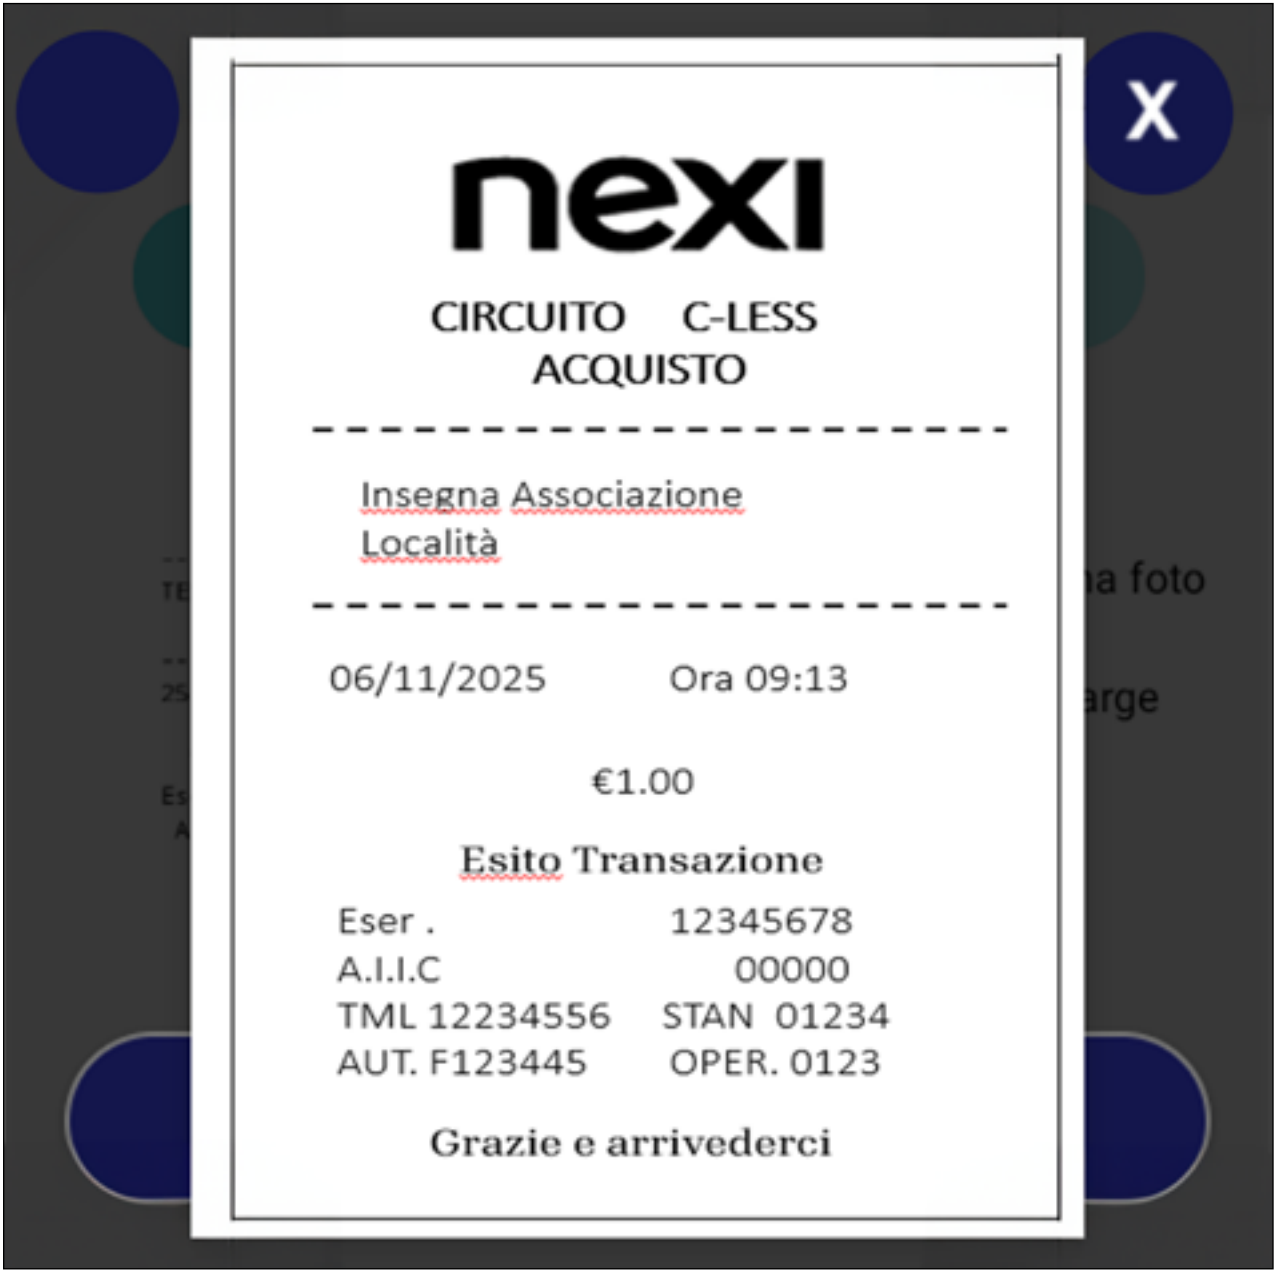 X
nexi
CIRCUITO C-LESS
ACQUISTO
Insegna Associazione
Località
06/11/2025 Ora 09:13
€1.00
Esito Transazione
Eser . 12345678
A.I.I.C 00000
TML 12234556 STAN 01234
AUT. F123445 OPER. 0123
Grazie e arrivederci
foto